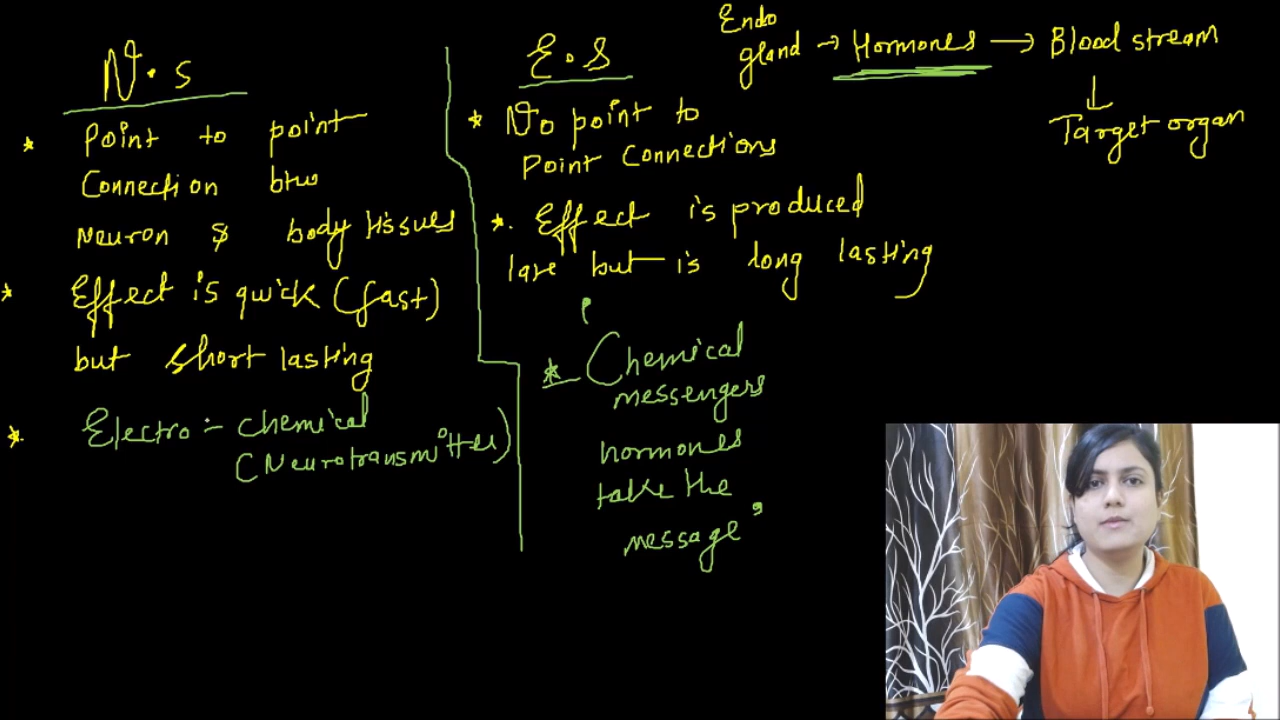 N.S
* Point to point
Connection btw
Neuron & body tissues
* Effect is quick (fast)
but short lasting
* Electro - chemical
(Neurotransmitter)
E.S
* No point to
Point Connections
*. Effect is produced
late but is long lasting
* Chemical
messengers
hormones
take the
message
Endo
gland → Hormones → Blood stream
↓
Target organ